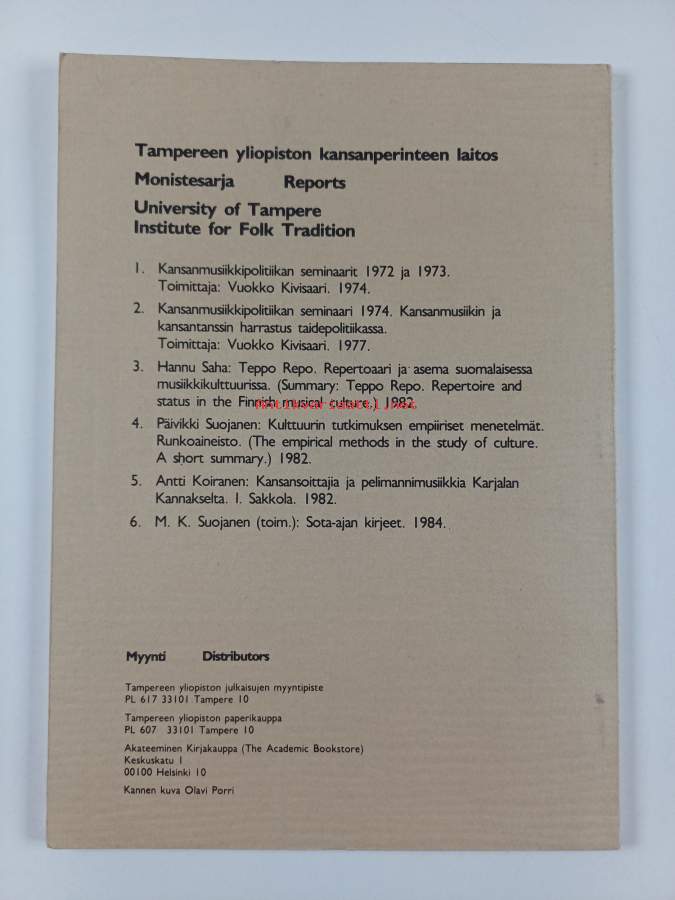 Tampereen yliopiston kansanperinteen laitos
Monistesarja Reports
University of Tampere
Institute for Folk Tradition
1. Kansanmusiikkipolitiikan seminaarit 1972 ja 1973.
Toimittaja: Vuokko Kivisaari. 1974.
2. Kansanmusiikkipolitiikan seminaari 1974. Kansanmusiikin ja
kansantanssin harrastus taidepolitiikassa.
Toimittaja: Vuokko Kivisaari. 1977.
3. Hannu Saha: Teppo Repo. Repertoaari ja asema suomalaisessa
musiikkikulttuurissa. (Summary: Teppo Repo. Repertoire and
status in the Finnish musical culture.) 1982.
antikvariaatti.net
4. Päivikki Suojanen: Kulttuurin tutkimuksen empiiriset menetelmät.
Runkoaineisto. (The empirical methods in the study of culture.
A short summary.) 1982.
5. Antti Koiranen: Kansansoittajia ja pelimannimusiikkia Karjalan
Kannakselta. I. Sakkola. 1982.
6. M. K. Suojanen (toim.): Sota-ajan kirjeet. 1984.
Myynti Distributors
Tampereen yliopiston julkaisujen myyntipiste
PL 617 33101 Tampere 10
Tampereen yliopiston paperikauppa
PL 607 33101 Tampere 10
Akateeminen Kirjakauppa (The Academic Bookstore)
Keskuskatu 1
00100 Helsinki 10
Kannen kuva Olavi Porri